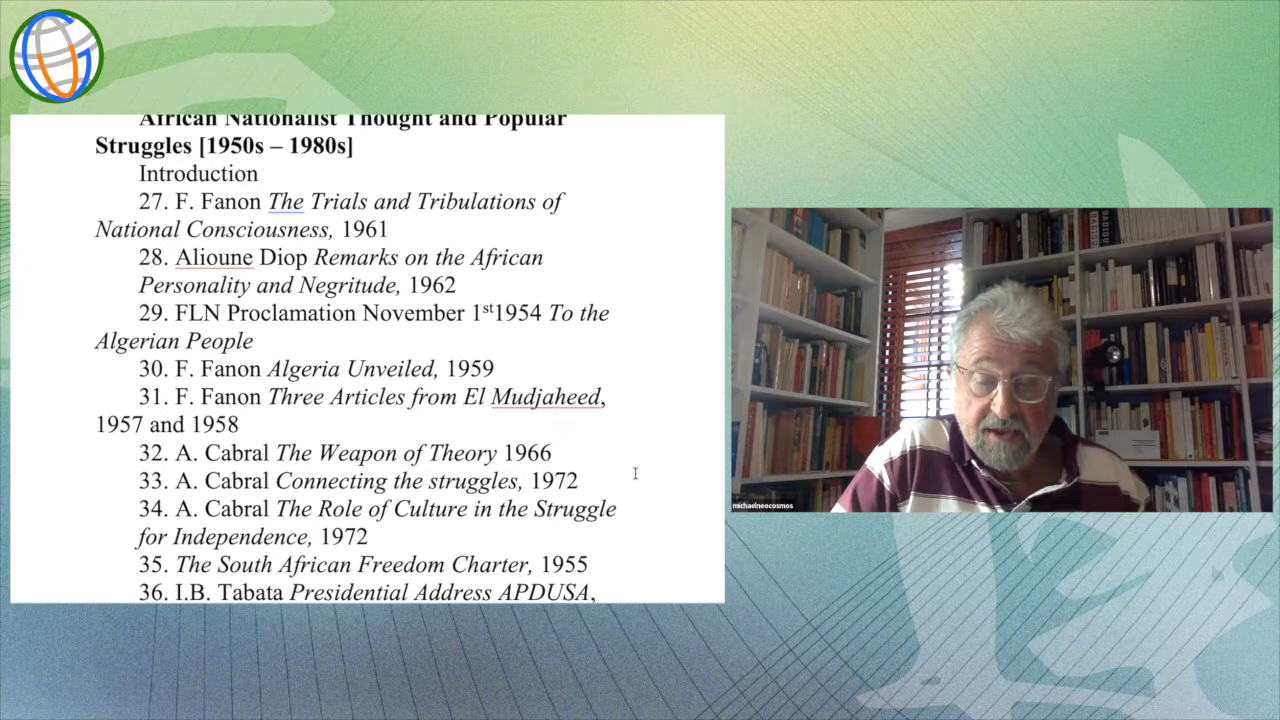 African Nationalist Thought and Popular
Struggles [1950s – 1980s]
Introduction
27. F. Fanon The Trials and Tribulations of
National Consciousness, 1961
28. Alioune Diop Remarks on the African
Personality and Negritude, 1962
29. FLN Proclamation November 1st1954 To the
Algerian People
30. F. Fanon Algeria Unveiled, 1959
31. F. Fanon Three Articles from El Mudjaheed,
1957 and 1958
32. A. Cabral The Weapon of Theory 1966
33. A. Cabral Connecting the struggles, 1972
34. A. Cabral The Role of Culture in the Struggle
for Independence, 1972
35. The South African Freedom Charter, 1955
36. I.B. Tabata Presidential Address APDUSA,
BADIOU
michaelneocosmos